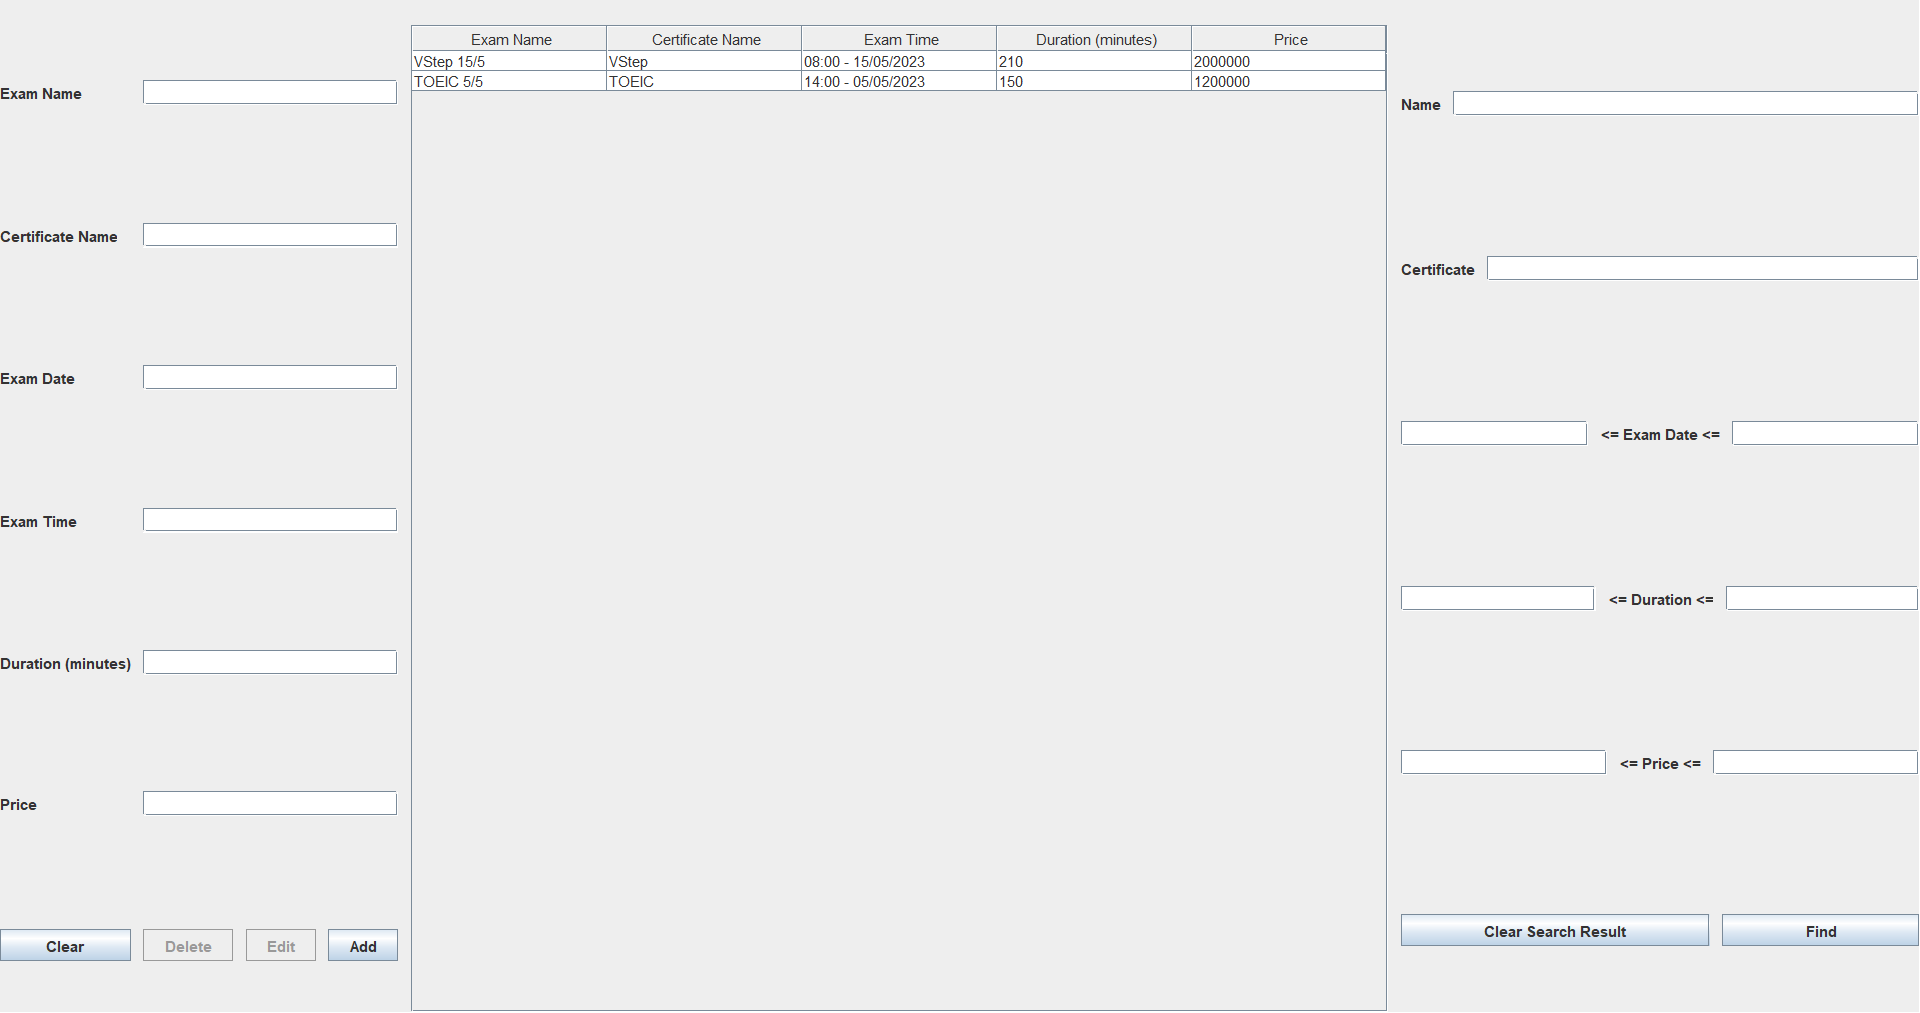 Exam Name
Certificate Name
Exam Date
Exam Time
Duration (minutes)
Price
Clear Delete Edit Add
Exam Name Certificate Name Exam Time Duration (minutes) Price
VStep 15/5 VStep 08:00 - 15/05/2023 210 2000000
TOEIC 5/5 TOEIC 14:00 - 05/05/2023 150 1200000
Name
Certificate
<= Exam Date <=
<= Duration <=
<= Price <=
Clear Search Result Find